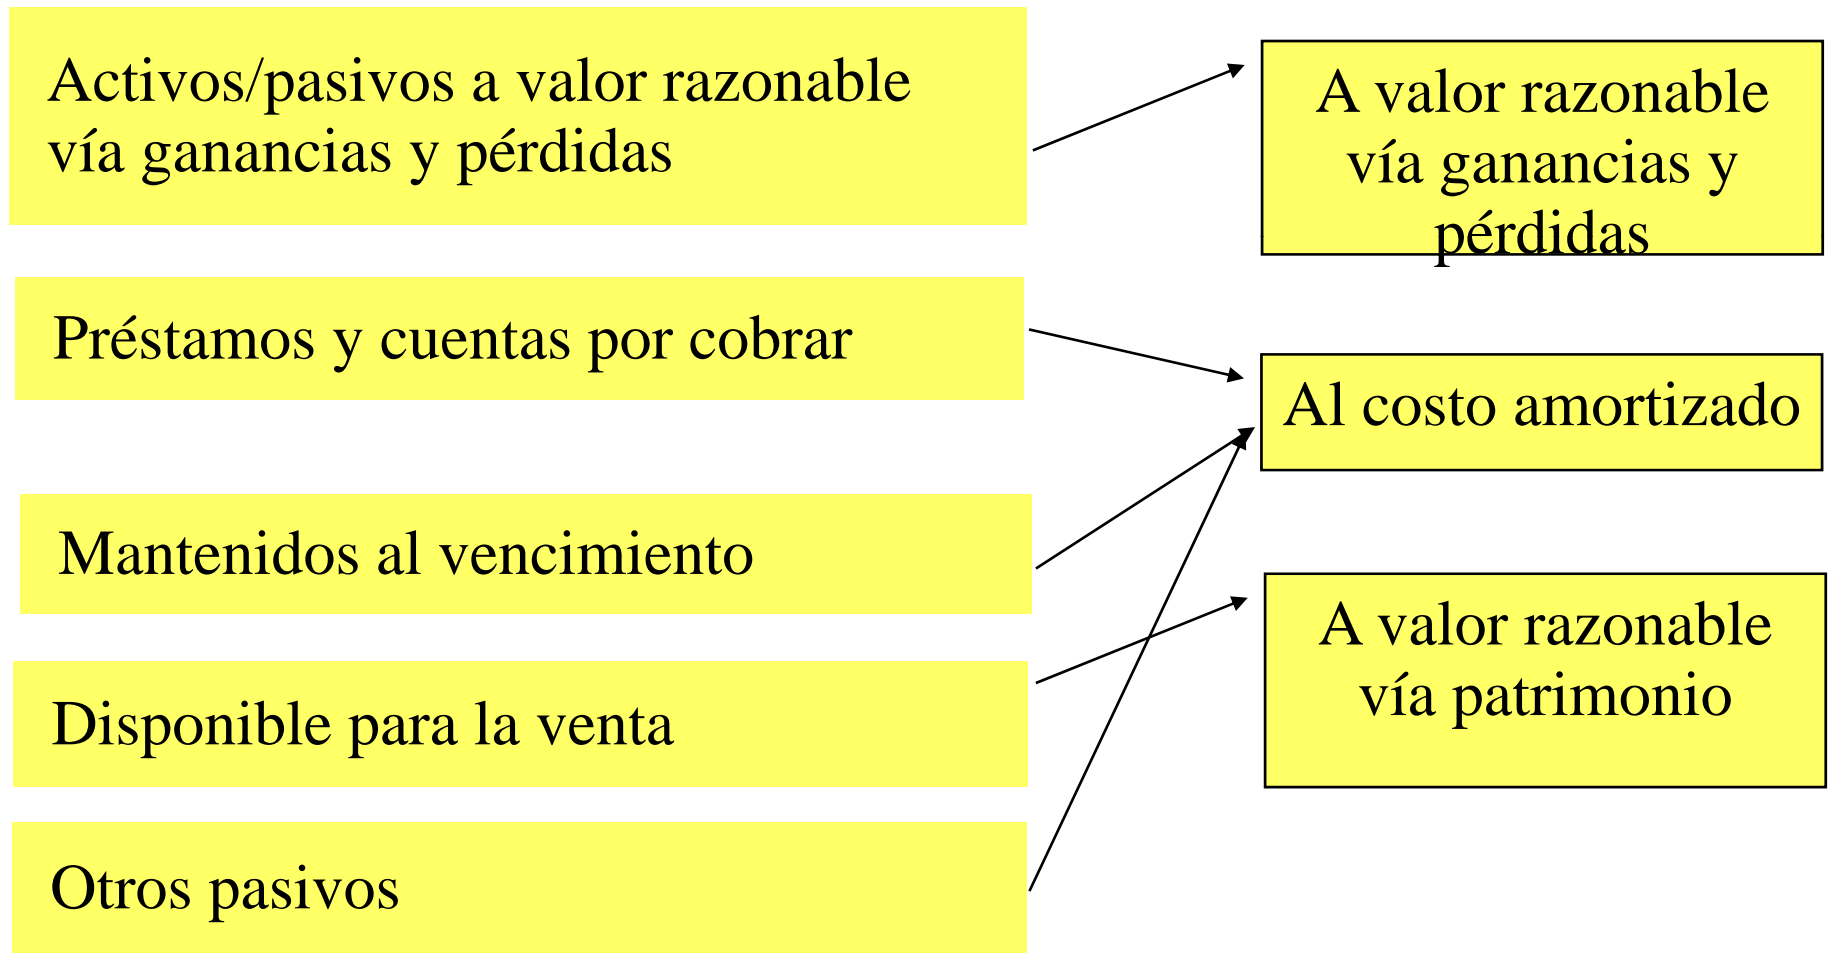 Activos/pasivos a valor razonable
vía ganancias y pérdidas
Préstamos y cuentas por cobrar
Mantenidos al vencimiento
Disponible para la venta
Otros pasivos
A valor razonable
vía ganancias y
pérdidas
Al costo amortizado
A valor razonable
vía patrimonio